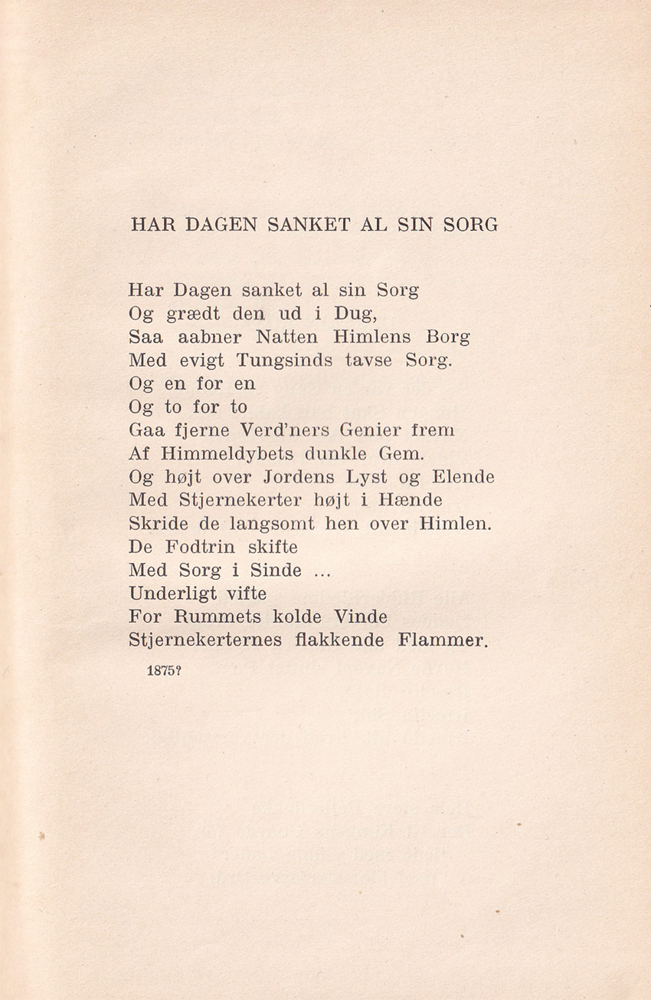 HAR DAGEN SANKET AL SIN SORG
Har Dagen sanket al sin Sorg
Og grædt den ud i Dug,
Saa aabner Natten Himlens Borg
Med evigt Tungsinds tavse Sorg.
Og en for en
Og to for to
Gaa fjerne Verd'ners Genier frem
Af Himmeldybets dunkle Gem.
Og højt over Jordens Lyst og Elende
Med Stjernekerter højt i Hænde
Skride de langsomt hen over Himlen.
De Fodtrin skifte
Med Sorg i Sinde ...
Underligt vifte
For Rummets kolde Vinde
Stjernekerternes flakkende Flammer.
1875?